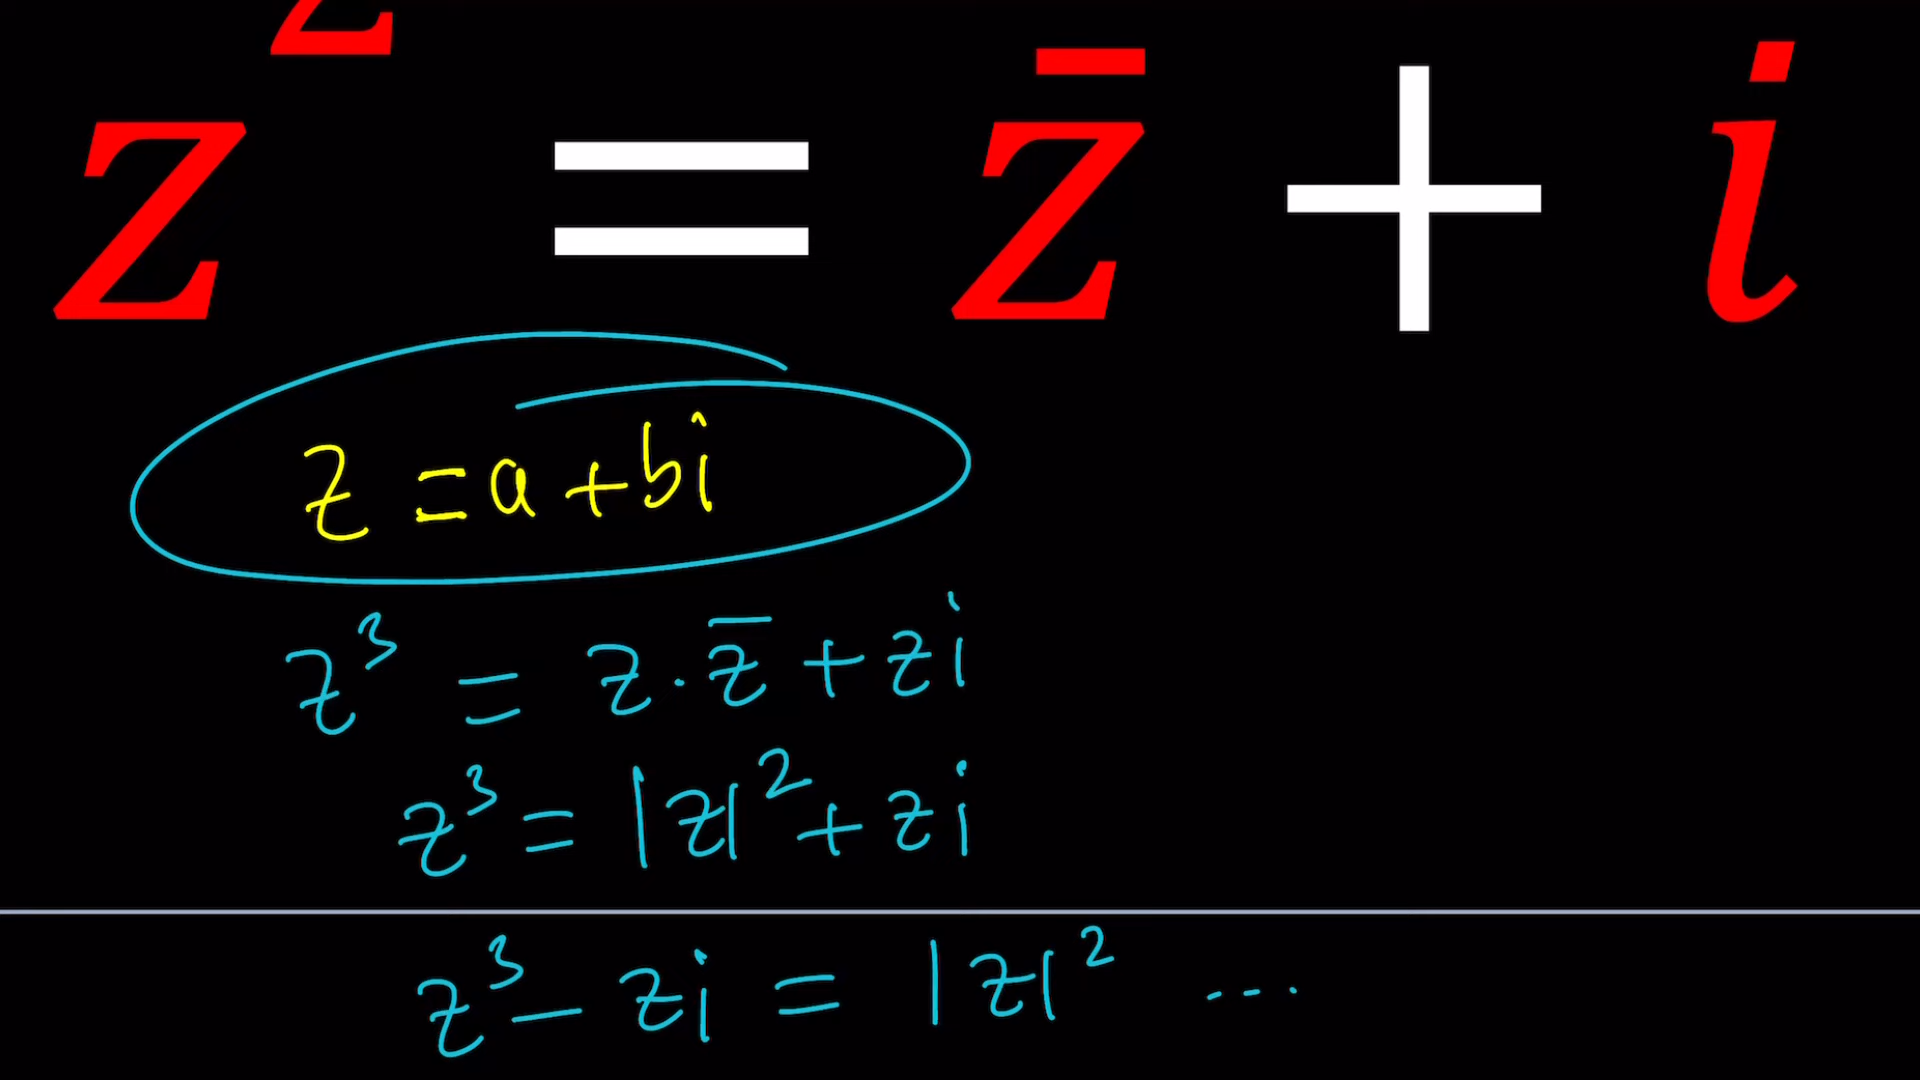 z² = z̄ + i
z = a + bi
z³ = z · z̄ + zi
z³ = |z|² + zi
z³ − zi = |z|² ...